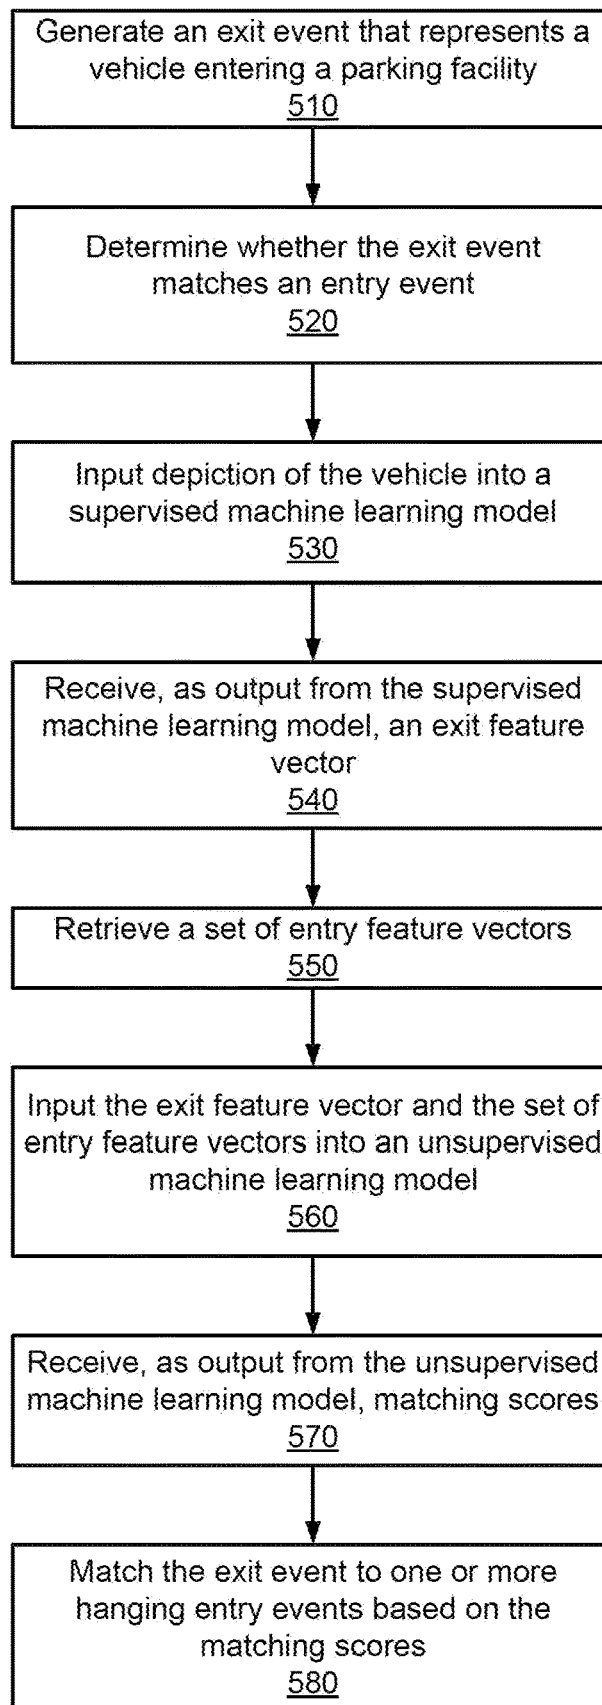 Generate an exit event that represents a
vehicle entering a parking facility
510
Determine whether the exit event
matches an entry event
520
Input depiction of the vehicle into a
supervised machine learning model
530
Receive, as output from the supervised
machine learning model, an exit feature
vector
540
Retrieve a set of entry feature vectors
550
Input the exit feature vector and the set of
entry feature vectors into an unsupervised
machine learning model
560
Receive, as output from the unsupervised
machine learning model, matching scores
570
Match the exit event to one or more
hanging entry events based on the
matching scores
580